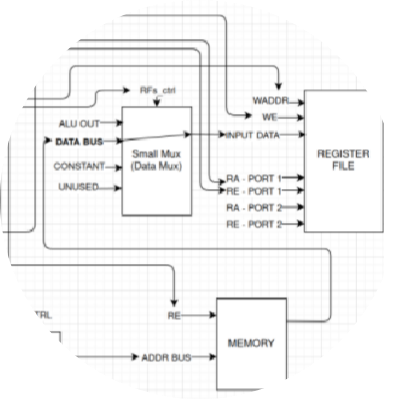 RFs_ctrl
WADDR
ALU OUT
WE
DATA BUS
INPUT DATA
Small Mux
(Data Mux)
REGISTER
FILE
CONSTANT
RA - PORT 1
UNUSED
RE - PORT 1
RA - PORT 2
RE - PORT 2
RE
MEMORY
ADDR BUS